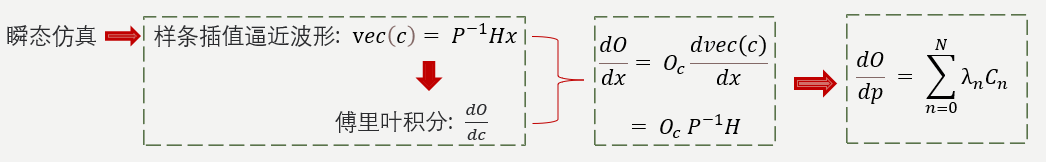 瞬态仿真
样条插值逼近波形: vec(c) = P⁻¹Hx
傅里叶积分: dO/dc
dO/dx = O_c dvec(c)/dx
= O_c P⁻¹H
dO/dp = ∑_{n=0}^{N} λ_n C_n